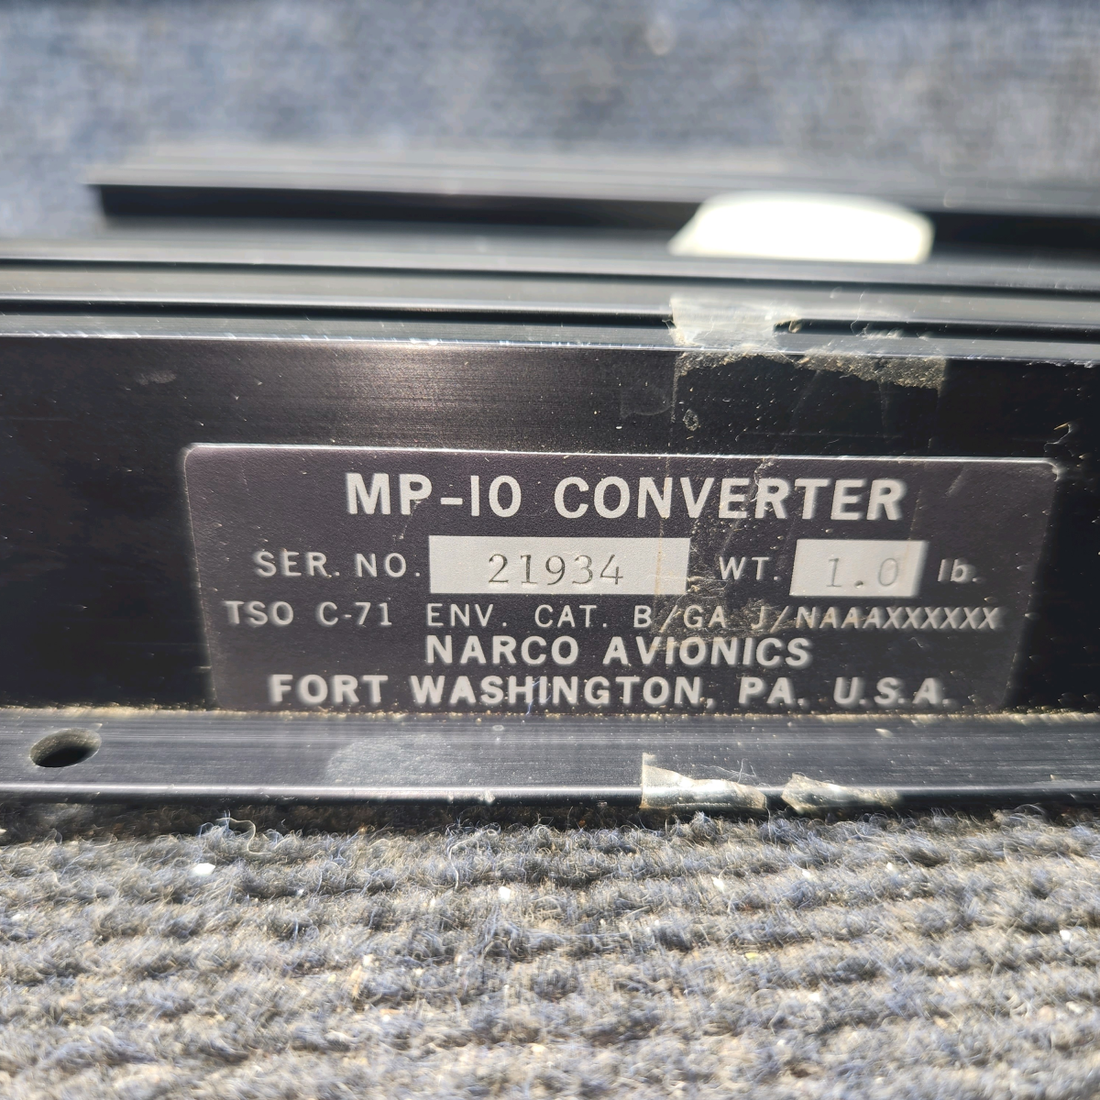 MP-10 CONVERTER
SER. NO. 21934 WT. 1.0 lb.
TSO C-71 ENV. CAT. B/GA J/NAAAXXXXXX
NARCO AVIONICS
FORT WASHINGTON, PA. U.S.A.